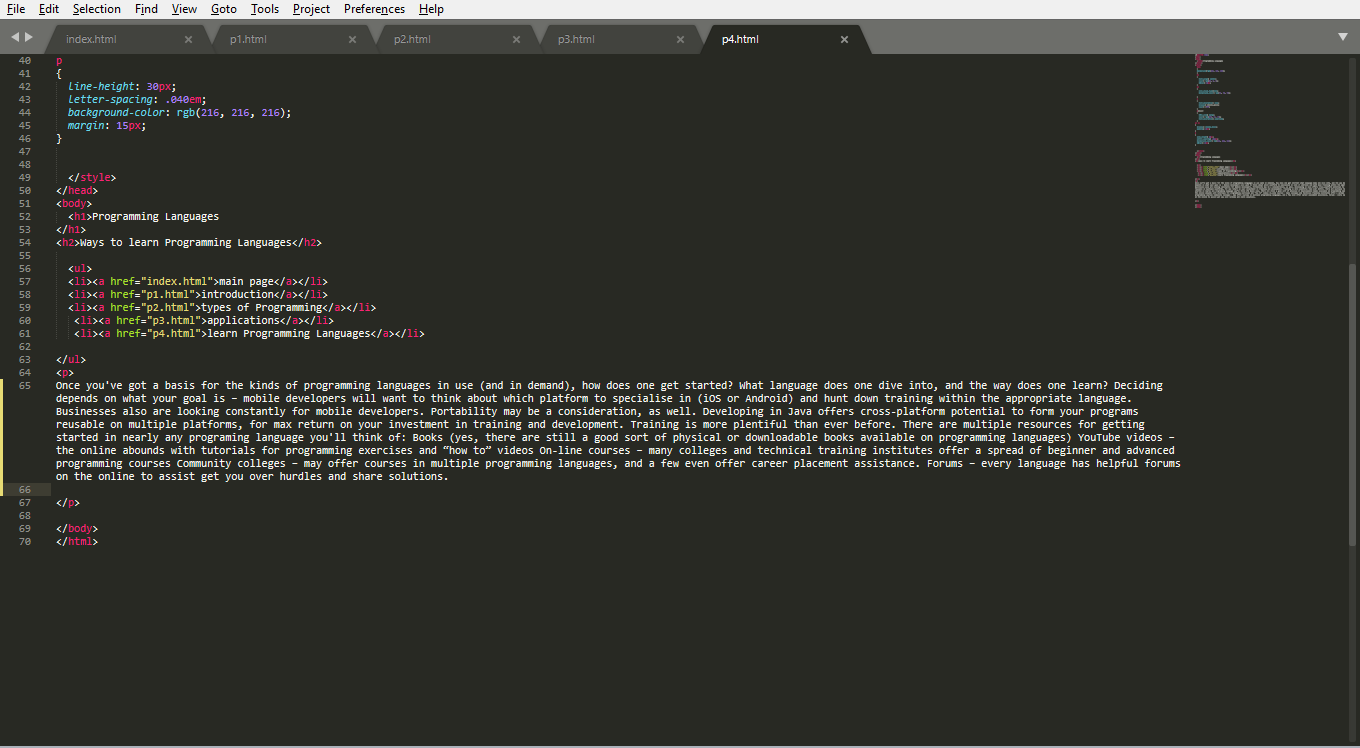 File Edit Selection Find View Goto Tools Project Preferences Help
index.html p1.html p2.html p3.html p4.html
40 p
41 {
42 line-height: 30px;
43 letter-spacing: .040em;
44 background-color: rgb(216, 216, 216);
45 margin: 15px;
46 }
47
48
49 </style>
50 </head>
51 <body>
52 <h1>Programming Languages
53 </h1>
54 <h2>Ways to learn Programming Languages</h2>
55
56 <ul>
57 <li><a href="index.html">main page</a></li>
58 <li><a href="p1.html">introduction</a></li>
59 <li><a href="p2.html">types of Programming</a></li>
60 <li><a href="p3.html">applications</a></li>
61 <li><a href="p4.html">learn Programming Languages</a></li>
62
63 </ul>
64 <p>
65 Once you've got a basis for the kinds of programming languages in use (and in demand), how does one get started? What language does one dive into, and the way does one learn? Deciding
depends on what your goal is – mobile developers will want to think about which platform to specialise in (iOS or Android) and hunt down training within the appropriate language.
Businesses also are looking constantly for mobile developers. Portability may be a consideration, as well. Developing in Java offers cross-platform potential to form your programs
reusable on multiple platforms, for max return on your investment in training and development. Training is more plentiful than ever before. There are multiple resources for getting
started in nearly any programing language you'll think of: Books (yes, there are still a good sort of physical or downloadable books available on programming languages) YouTube videos –
the online abounds with tutorials for programming exercises and “how to” videos On-line courses – many colleges and technical training institutes offer a spread of beginner and advanced
programming courses Community colleges – may offer courses in multiple programming languages, and a few even offer career placement assistance. Forums – every language has helpful forums
on the online to assist get you over hurdles and share solutions.
66
67 </p>
68
69 </body>
70 </html>